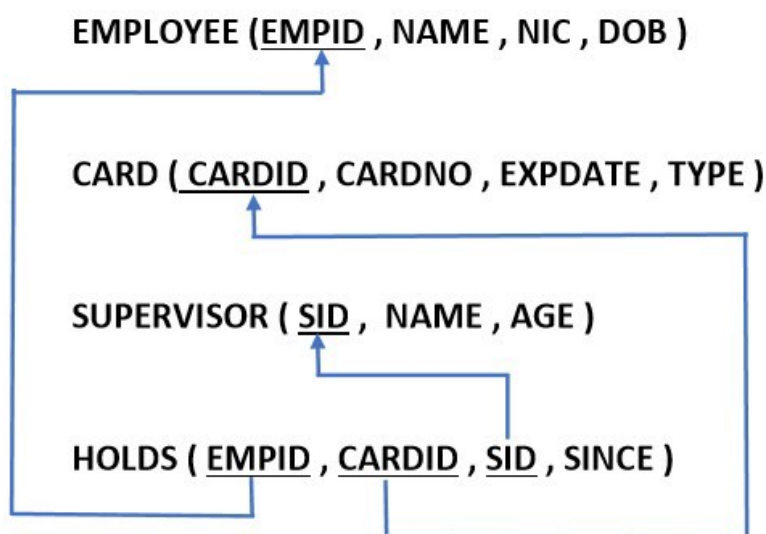 EMPLOYEE (EMPID , NAME , NIC , DOB )
CARD ( CARDID , CARDNO , EXPDATE , TYPE )
SUPERVISOR ( SID , NAME , AGE )
HOLDS ( EMPID , CARDID , SID , SINCE )